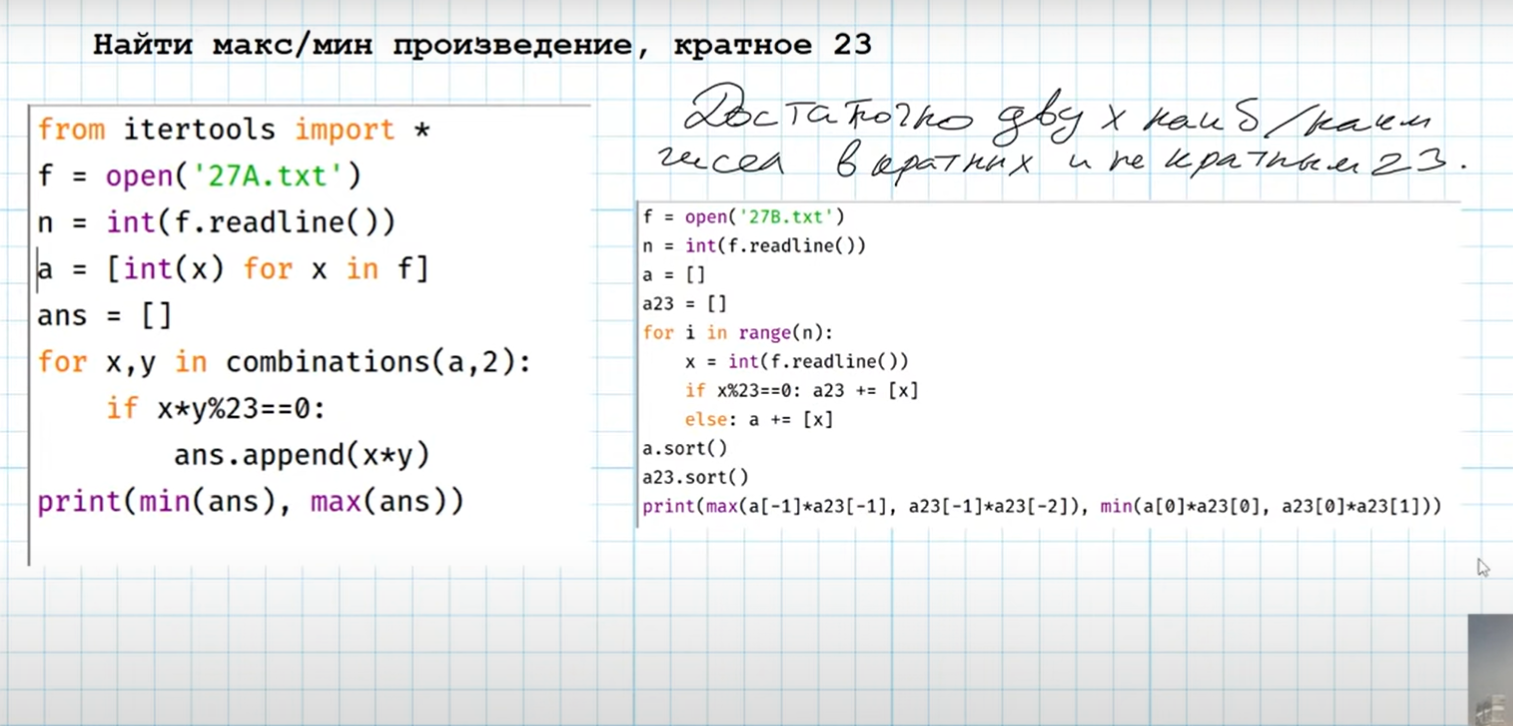 Найти макс/мин произведение, кратное 23
from itertools import *
f = open('27A.txt')
n = int(f.readline())
a = [int(x) for x in f]
ans = []
for x,y in combinations(a,2):
    if x*y%23==0:
        ans.append(x*y)
print(min(ans), max(ans))
Достаточно двух наиб/наим
чисел в кратных и не кратным 23.
f = open('27B.txt')
n = int(f.readline())
a = []
a23 = []
for i in range(n):
    x = int(f.readline())
    if x%23==0: a23 += [x]
    else: a += [x]
a.sort()
a23.sort()
print(max(a[-1]*a23[-1], a23[-1]*a23[-2]), min(a[0]*a23[0], a23[0]*a23[1]))